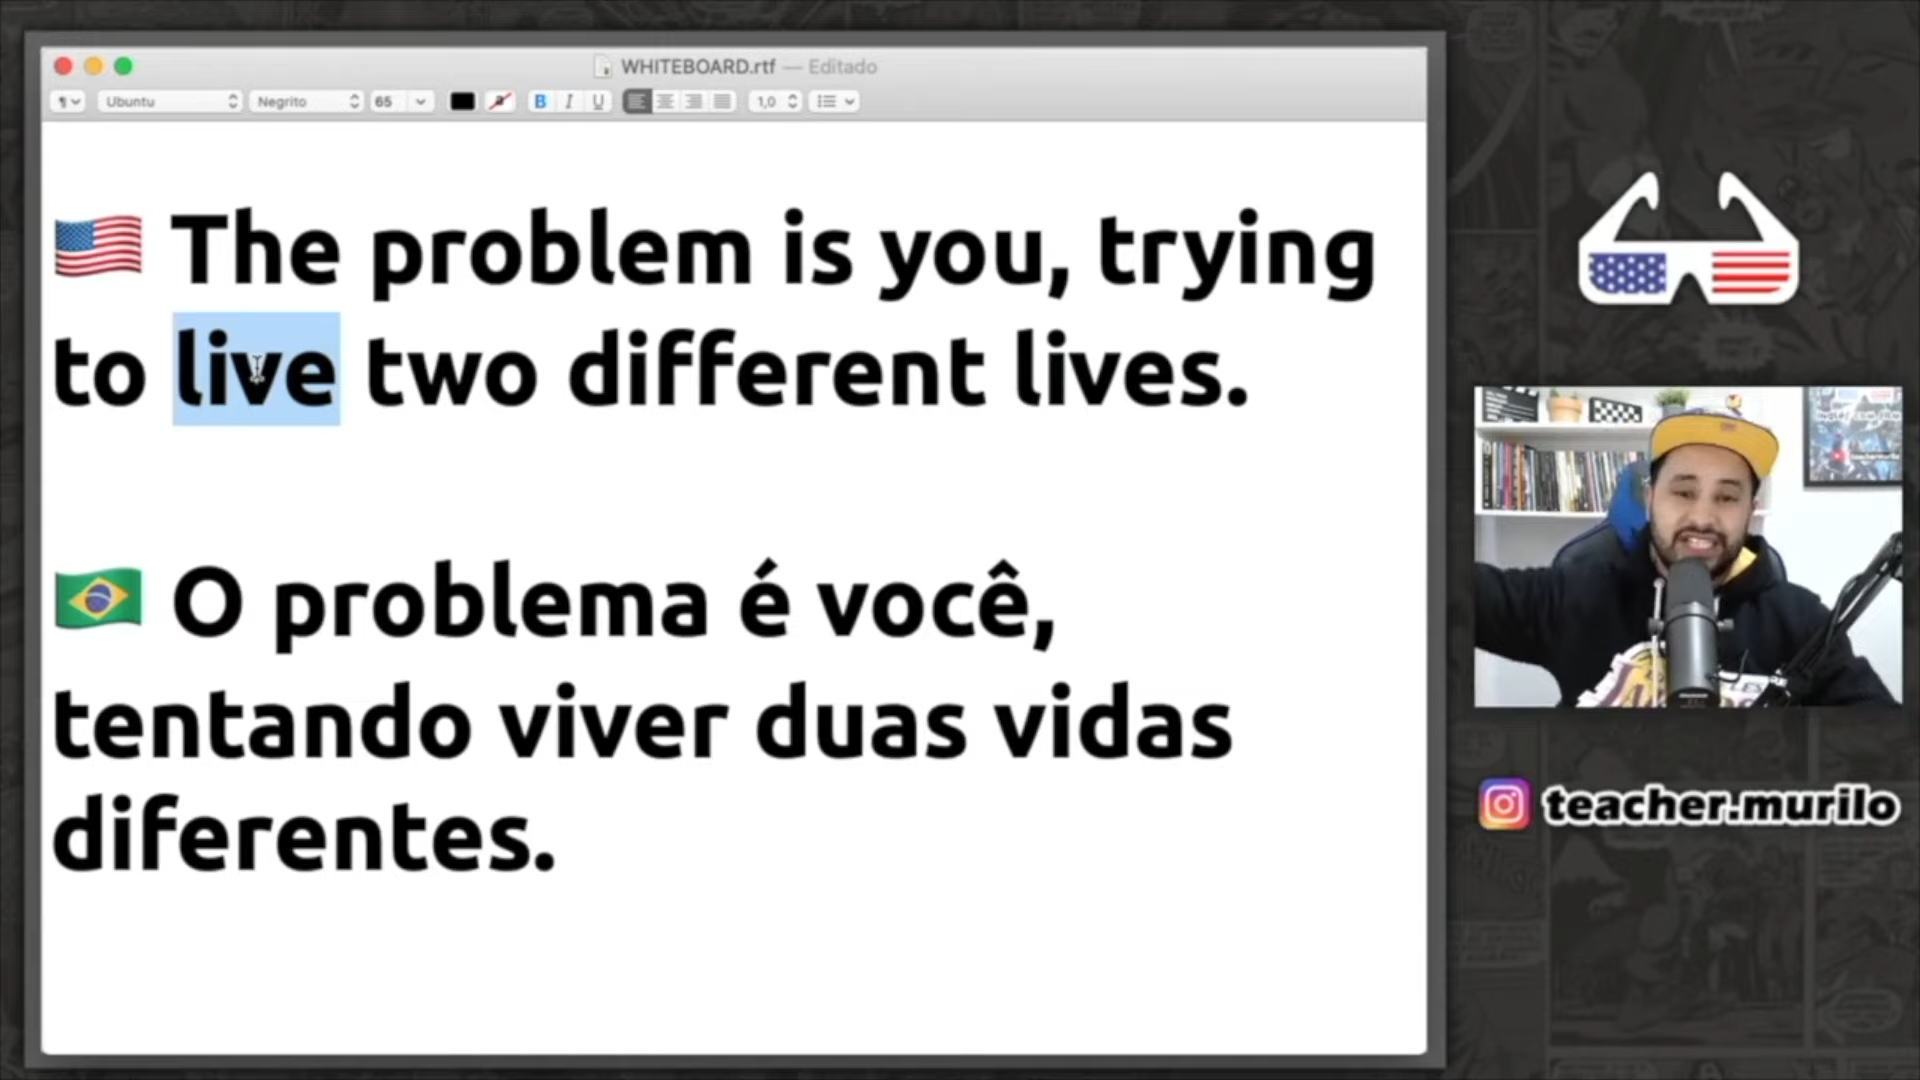 WHITEBOARD.rtf — Editado
Ubuntu Negrito 65 B I U 1,0
🇺🇸 The problem is you, trying
to live two different lives.
🇧🇷 O problema é você,
tentando viver duas vidas
diferentes.
teacher.murilo